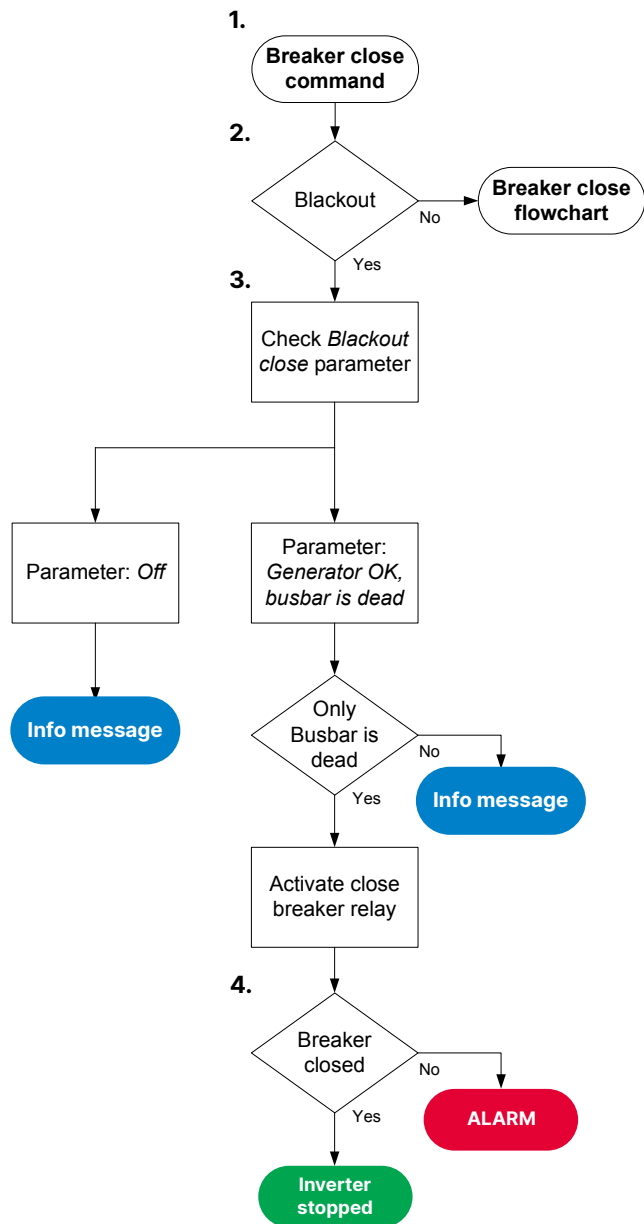 1.
Breaker close
command
2.
Blackout
No
Breaker close
flowchart
Yes
3.
Check Blackout
close parameter
Parameter: Off
Parameter:
Generator OK,
busbar is dead
Info message
Only
Busbar is
dead
No
Info message
Yes
Activate close
breaker relay
4.
Breaker
closed
No
ALARM
Yes
Inverter
stopped